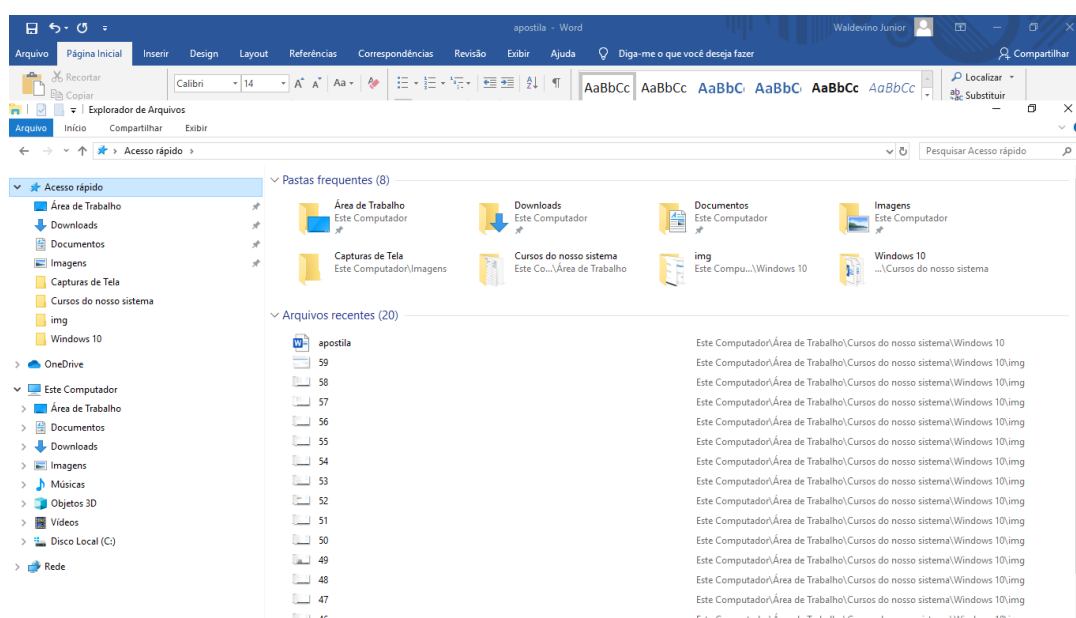 apostila - Word
Waldevino Junior
Arquivo Página Inicial Inserir Design Layout Referências Correspondências Revisão Exibir Ajuda Diga-me o que você deseja fazer Compartilhar
Recortar
Copiar
Calibri 14 Aa
AaBbCc AaBbCc AaBbC AaBbC AaBbCc AaBbCc
Localizar
Substituir
Explorador de Arquivos
Arquivo Início Compartilhar Exibir
Acesso rápido
Pesquisar Acesso rápido
Acesso rápido
Área de Trabalho
Downloads
Documentos
Imagens
Capturas de Tela
Cursos do nosso sistema
img
Windows 10
OneDrive
Este Computador
Área de Trabalho
Documentos
Downloads
Imagens
Músicas
Objetos 3D
Vídeos
Disco Local (C:)
Rede
Pastas frequentes (8)
Área de Trabalho
Este Computador
Downloads
Este Computador
Documentos
Este Computador
Imagens
Este Computador
Capturas de Tela
Este Computador\Imagens
Cursos do nosso sistema
Este Co...\Área de Trabalho
img
Este Compu...\Windows 10
Windows 10
...\Cursos do nosso sistema
Arquivos recentes (20)
apostila Este Computador\Área de Trabalho\Cursos do nosso sistema\Windows 10
59 Este Computador\Área de Trabalho\Cursos do nosso sistema\Windows 10\img
58 Este Computador\Área de Trabalho\Cursos do nosso sistema\Windows 10\img
57 Este Computador\Área de Trabalho\Cursos do nosso sistema\Windows 10\img
56 Este Computador\Área de Trabalho\Cursos do nosso sistema\Windows 10\img
55 Este Computador\Área de Trabalho\Cursos do nosso sistema\Windows 10\img
54 Este Computador\Área de Trabalho\Cursos do nosso sistema\Windows 10\img
53 Este Computador\Área de Trabalho\Cursos do nosso sistema\Windows 10\img
52 Este Computador\Área de Trabalho\Cursos do nosso sistema\Windows 10\img
51 Este Computador\Área de Trabalho\Cursos do nosso sistema\Windows 10\img
50 Este Computador\Área de Trabalho\Cursos do nosso sistema\Windows 10\img
49 Este Computador\Área de Trabalho\Cursos do nosso sistema\Windows 10\img
48 Este Computador\Área de Trabalho\Cursos do nosso sistema\Windows 10\img
47 Este Computador\Área de Trabalho\Cursos do nosso sistema\Windows 10\img